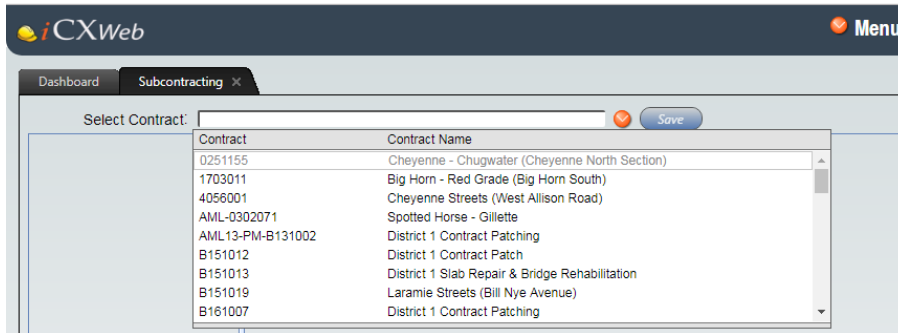 iCXWeb
Menu
Dashboard
Subcontracting ×
Select Contract:
Save
Contract Contract Name
0251155 Cheyenne - Chugwater (Cheyenne North Section)
1703011 Big Horn - Red Grade (Big Horn South)
4056001 Cheyenne Streets (West Allison Road)
AML-0302071 Spotted Horse - Gillette
AML13-PM-B131002 District 1 Contract Patching
B151012 District 1 Contract Patch
B151013 District 1 Slab Repair & Bridge Rehabilitation
B151019 Laramie Streets (Bill Nye Avenue)
B161007 District 1 Contract Patching